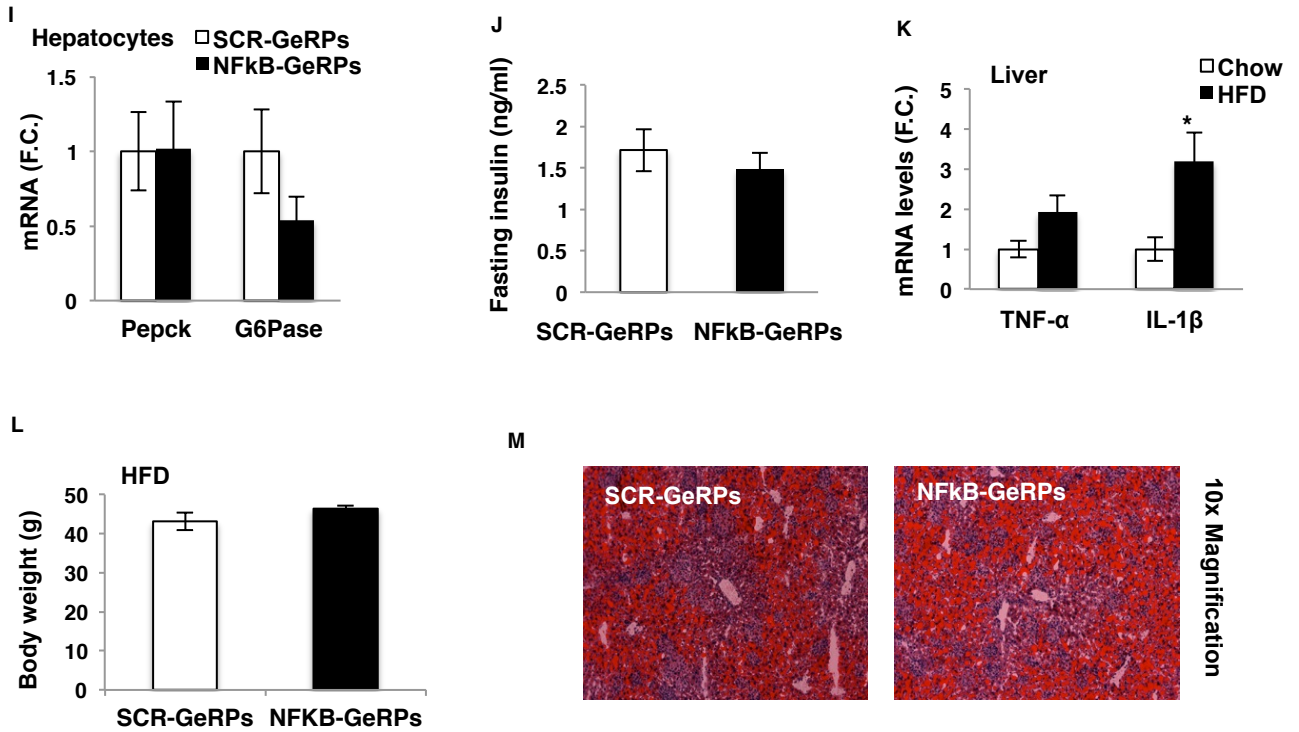 I
Hepatocytes
SCR-GeRPs
NFkB-GeRPs
mRNA (F.C.)
1.5
1
0.5
0
Pepck
G6Pase
J
Fasting insulin (ng/ml)
2.5
2
1.5
1
0.5
0
SCR-GeRPs
NFkB-GeRPs
K
Liver
Chow
HFD
mRNA levels (F.C.)
5
4
3
2
1
0
*
TNF-α
IL-1β
L
HFD
Body weight (g)
50
40
30
20
10
0
SCR-GeRPs
NFKB-GeRPs
M
SCR-GeRPs
NFkB-GeRPs
10x Magnification